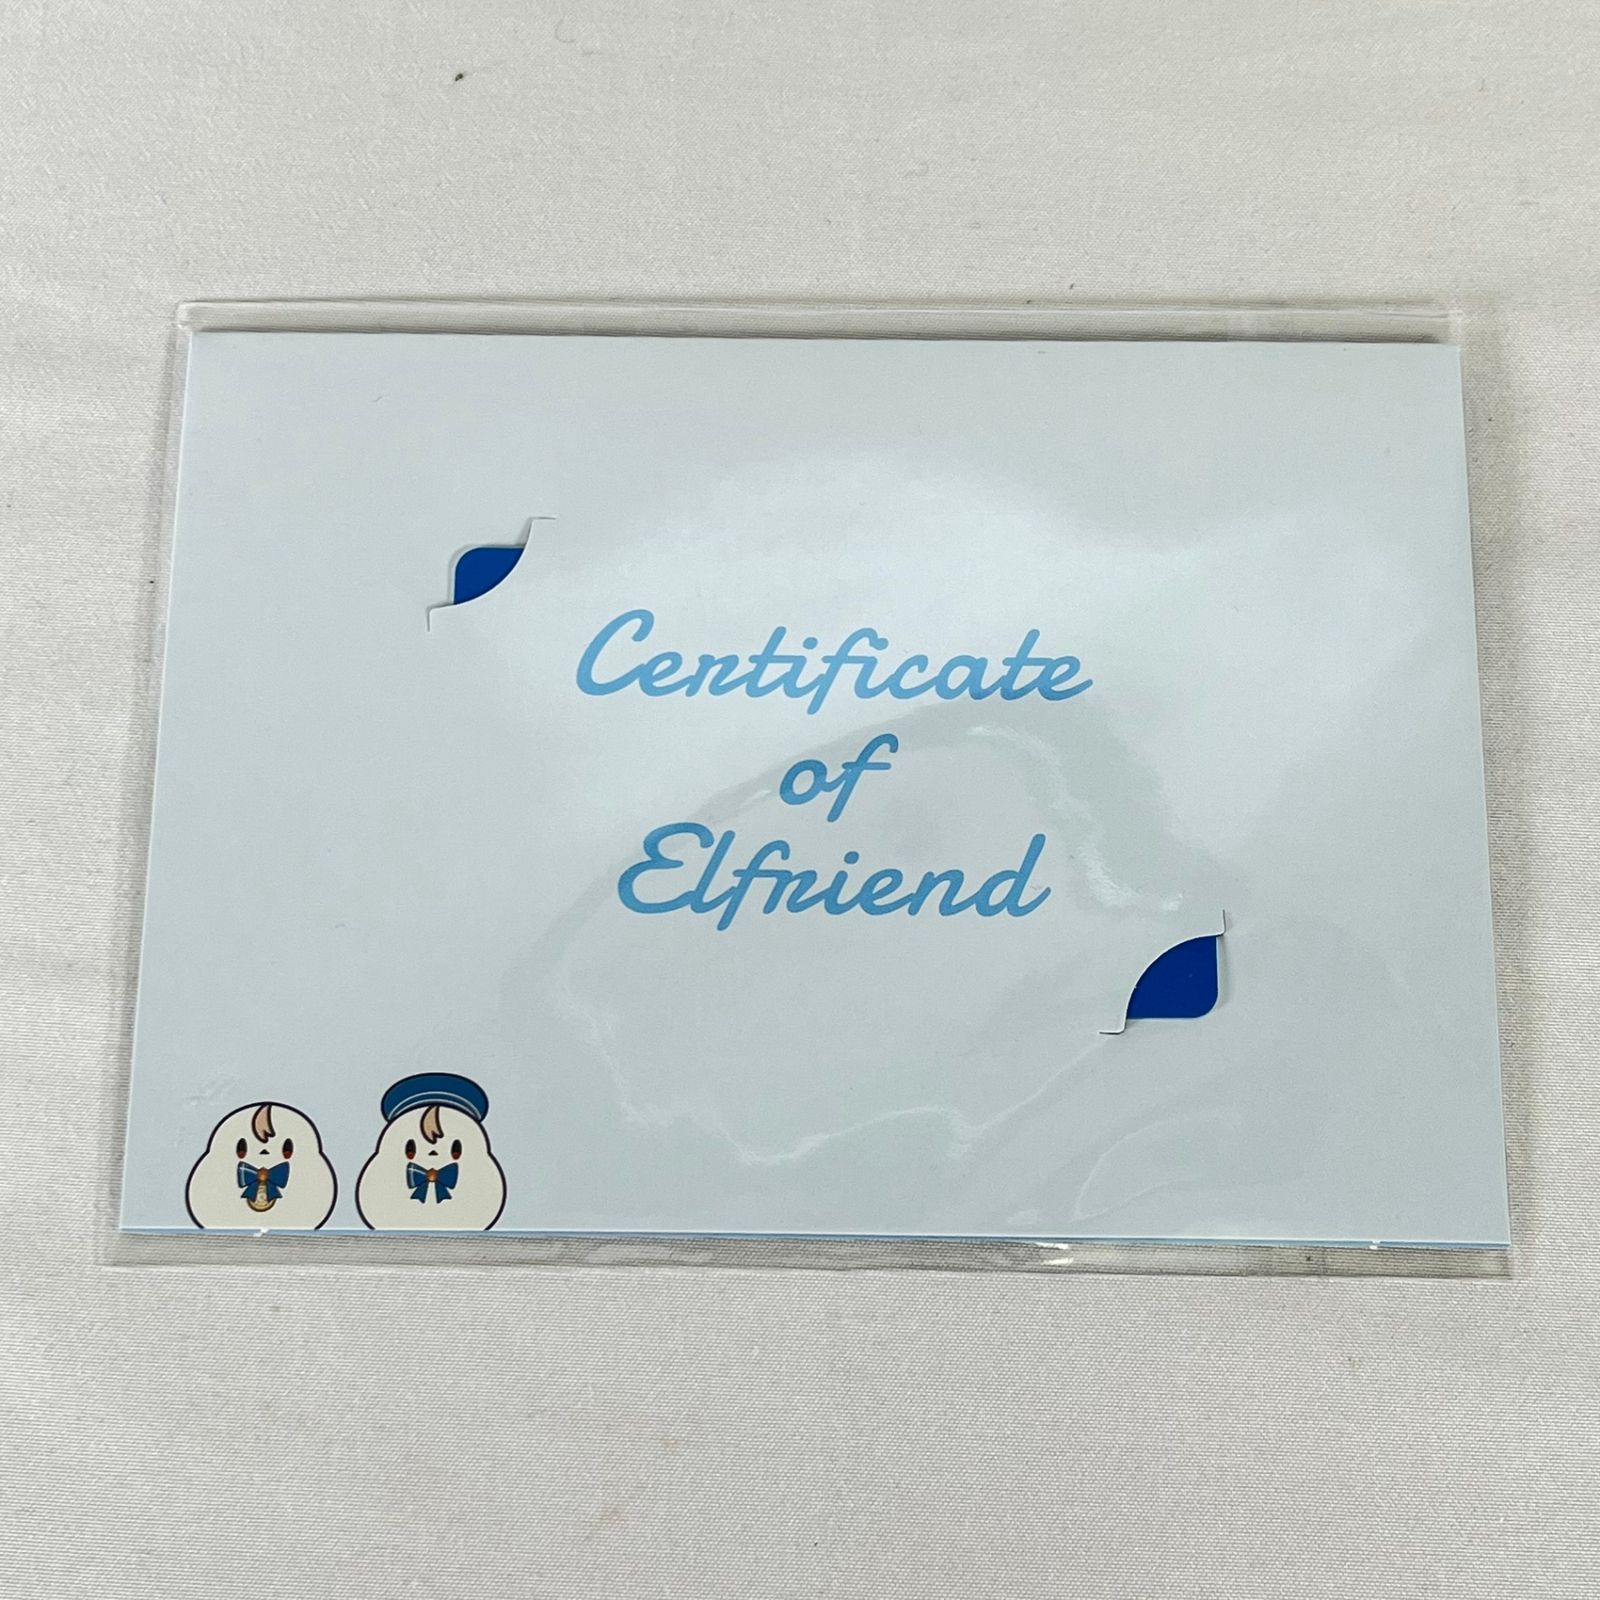 Certificate
of
Elfriend